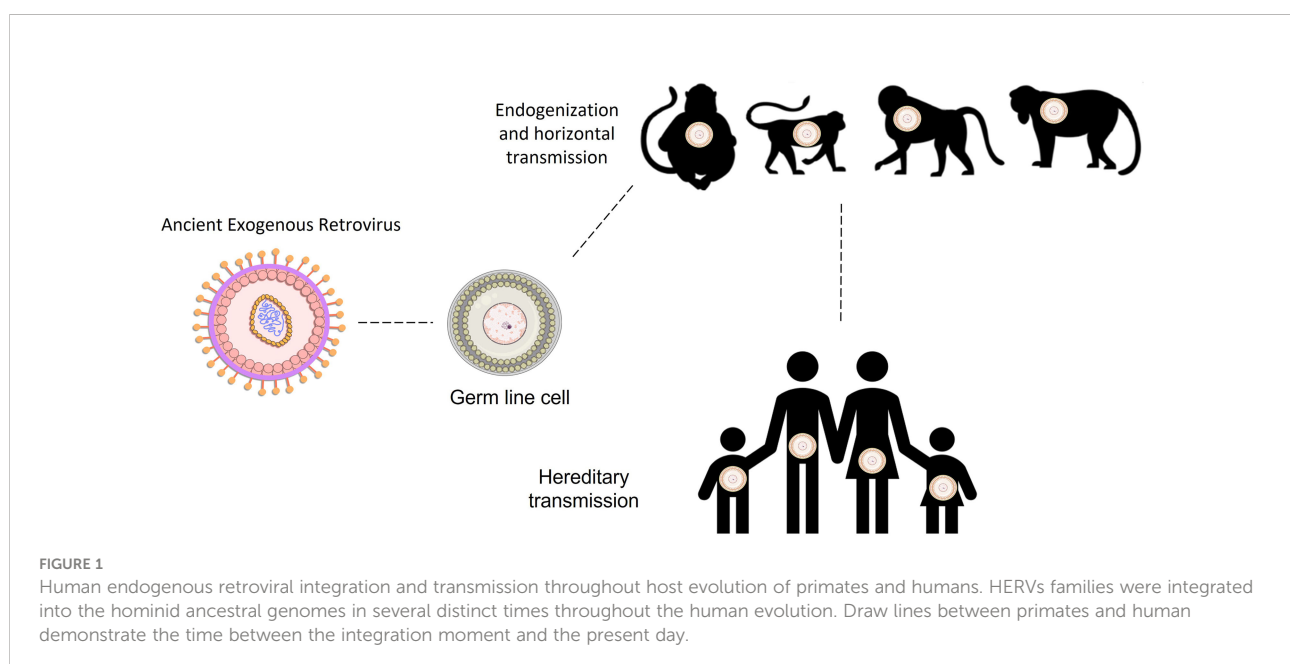 Endogenization
and horizontal
transmission
Ancient Exogenous Retrovirus
Germ line cell
Hereditary
transmission
FIGURE 1
Human endogenous retroviral integration and transmission throughout host evolution of primates and humans. HERVs families were integrated
into the hominid ancestral genomes in several distinct times throughout the human evolution. Draw lines between primates and human
demonstrate the time between the integration moment and the present day.